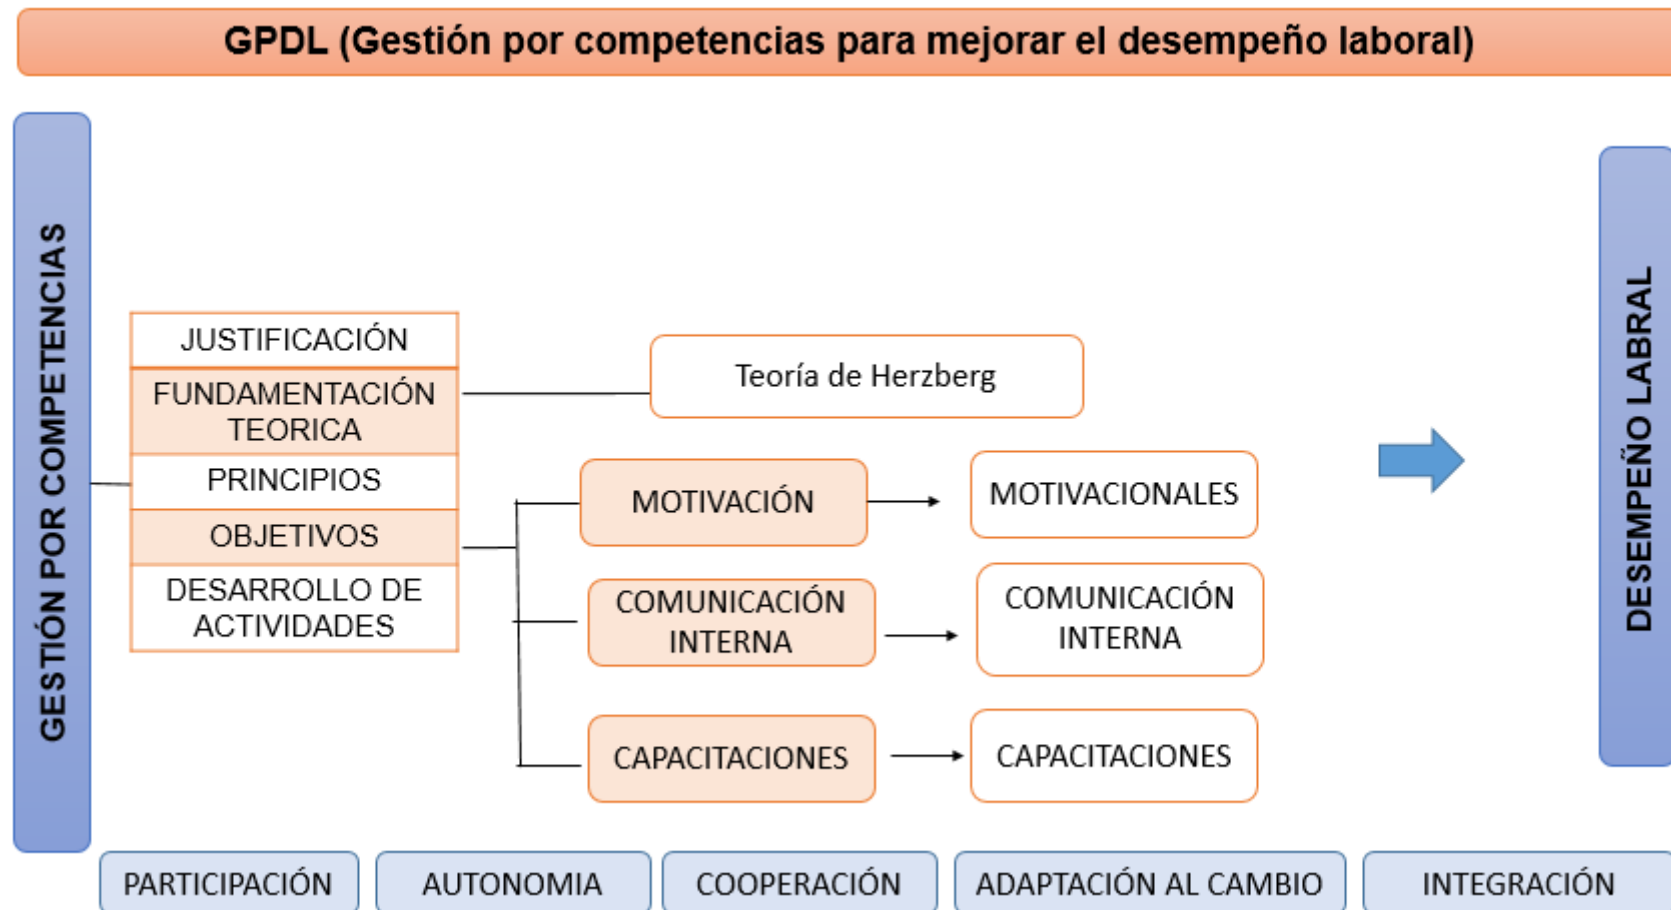 GPDL (Gestión por competencias para mejorar el desempeño laboral)
GESTIÓN POR COMPETENCIAS
JUSTIFICACIÓN
FUNDAMENTACIÓN
TEORICA
PRINCIPIOS
OBJETIVOS
DESARROLLO DE
ACTIVIDADES
Teoría de Herzberg
MOTIVACIÓN
MOTIVACIONALES
COMUNICACIÓN
INTERNA
COMUNICACIÓN
INTERNA
CAPACITACIONES
CAPACITACIONES
DESEMPEÑO LABRAL
PARTICIPACIÓN
AUTONOMIA
COOPERACIÓN
ADAPTACIÓN AL CAMBIO
INTEGRACIÓN